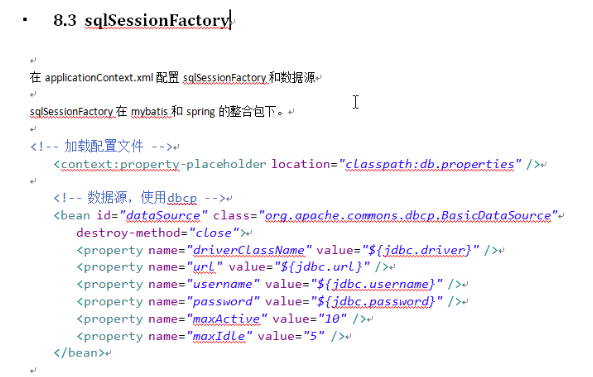 8.3 sqlSessionFactory
在 applicationContext.xml 配置 sqlSessionFactory 和数据源
sqlSessionFactory 在 mybatis 和 spring 的整合包下。
<!-- 加载配置文件 -->
<context:property-placeholder location="classpath:db.properties" />
<!-- 数据源，使用dbcp -->
<bean id="dataSource" class="org.apache.commons.dbcp.BasicDataSource"
destroy-method="close">
<property name="driverClassName" value="${jdbc.driver}" />
<property name="url" value="${jdbc.url}" />
<property name="username" value="${jdbc.username}" />
<property name="password" value="${jdbc.password}" />
<property name="maxActive" value="10" />
<property name="maxIdle" value="5" />
</bean>